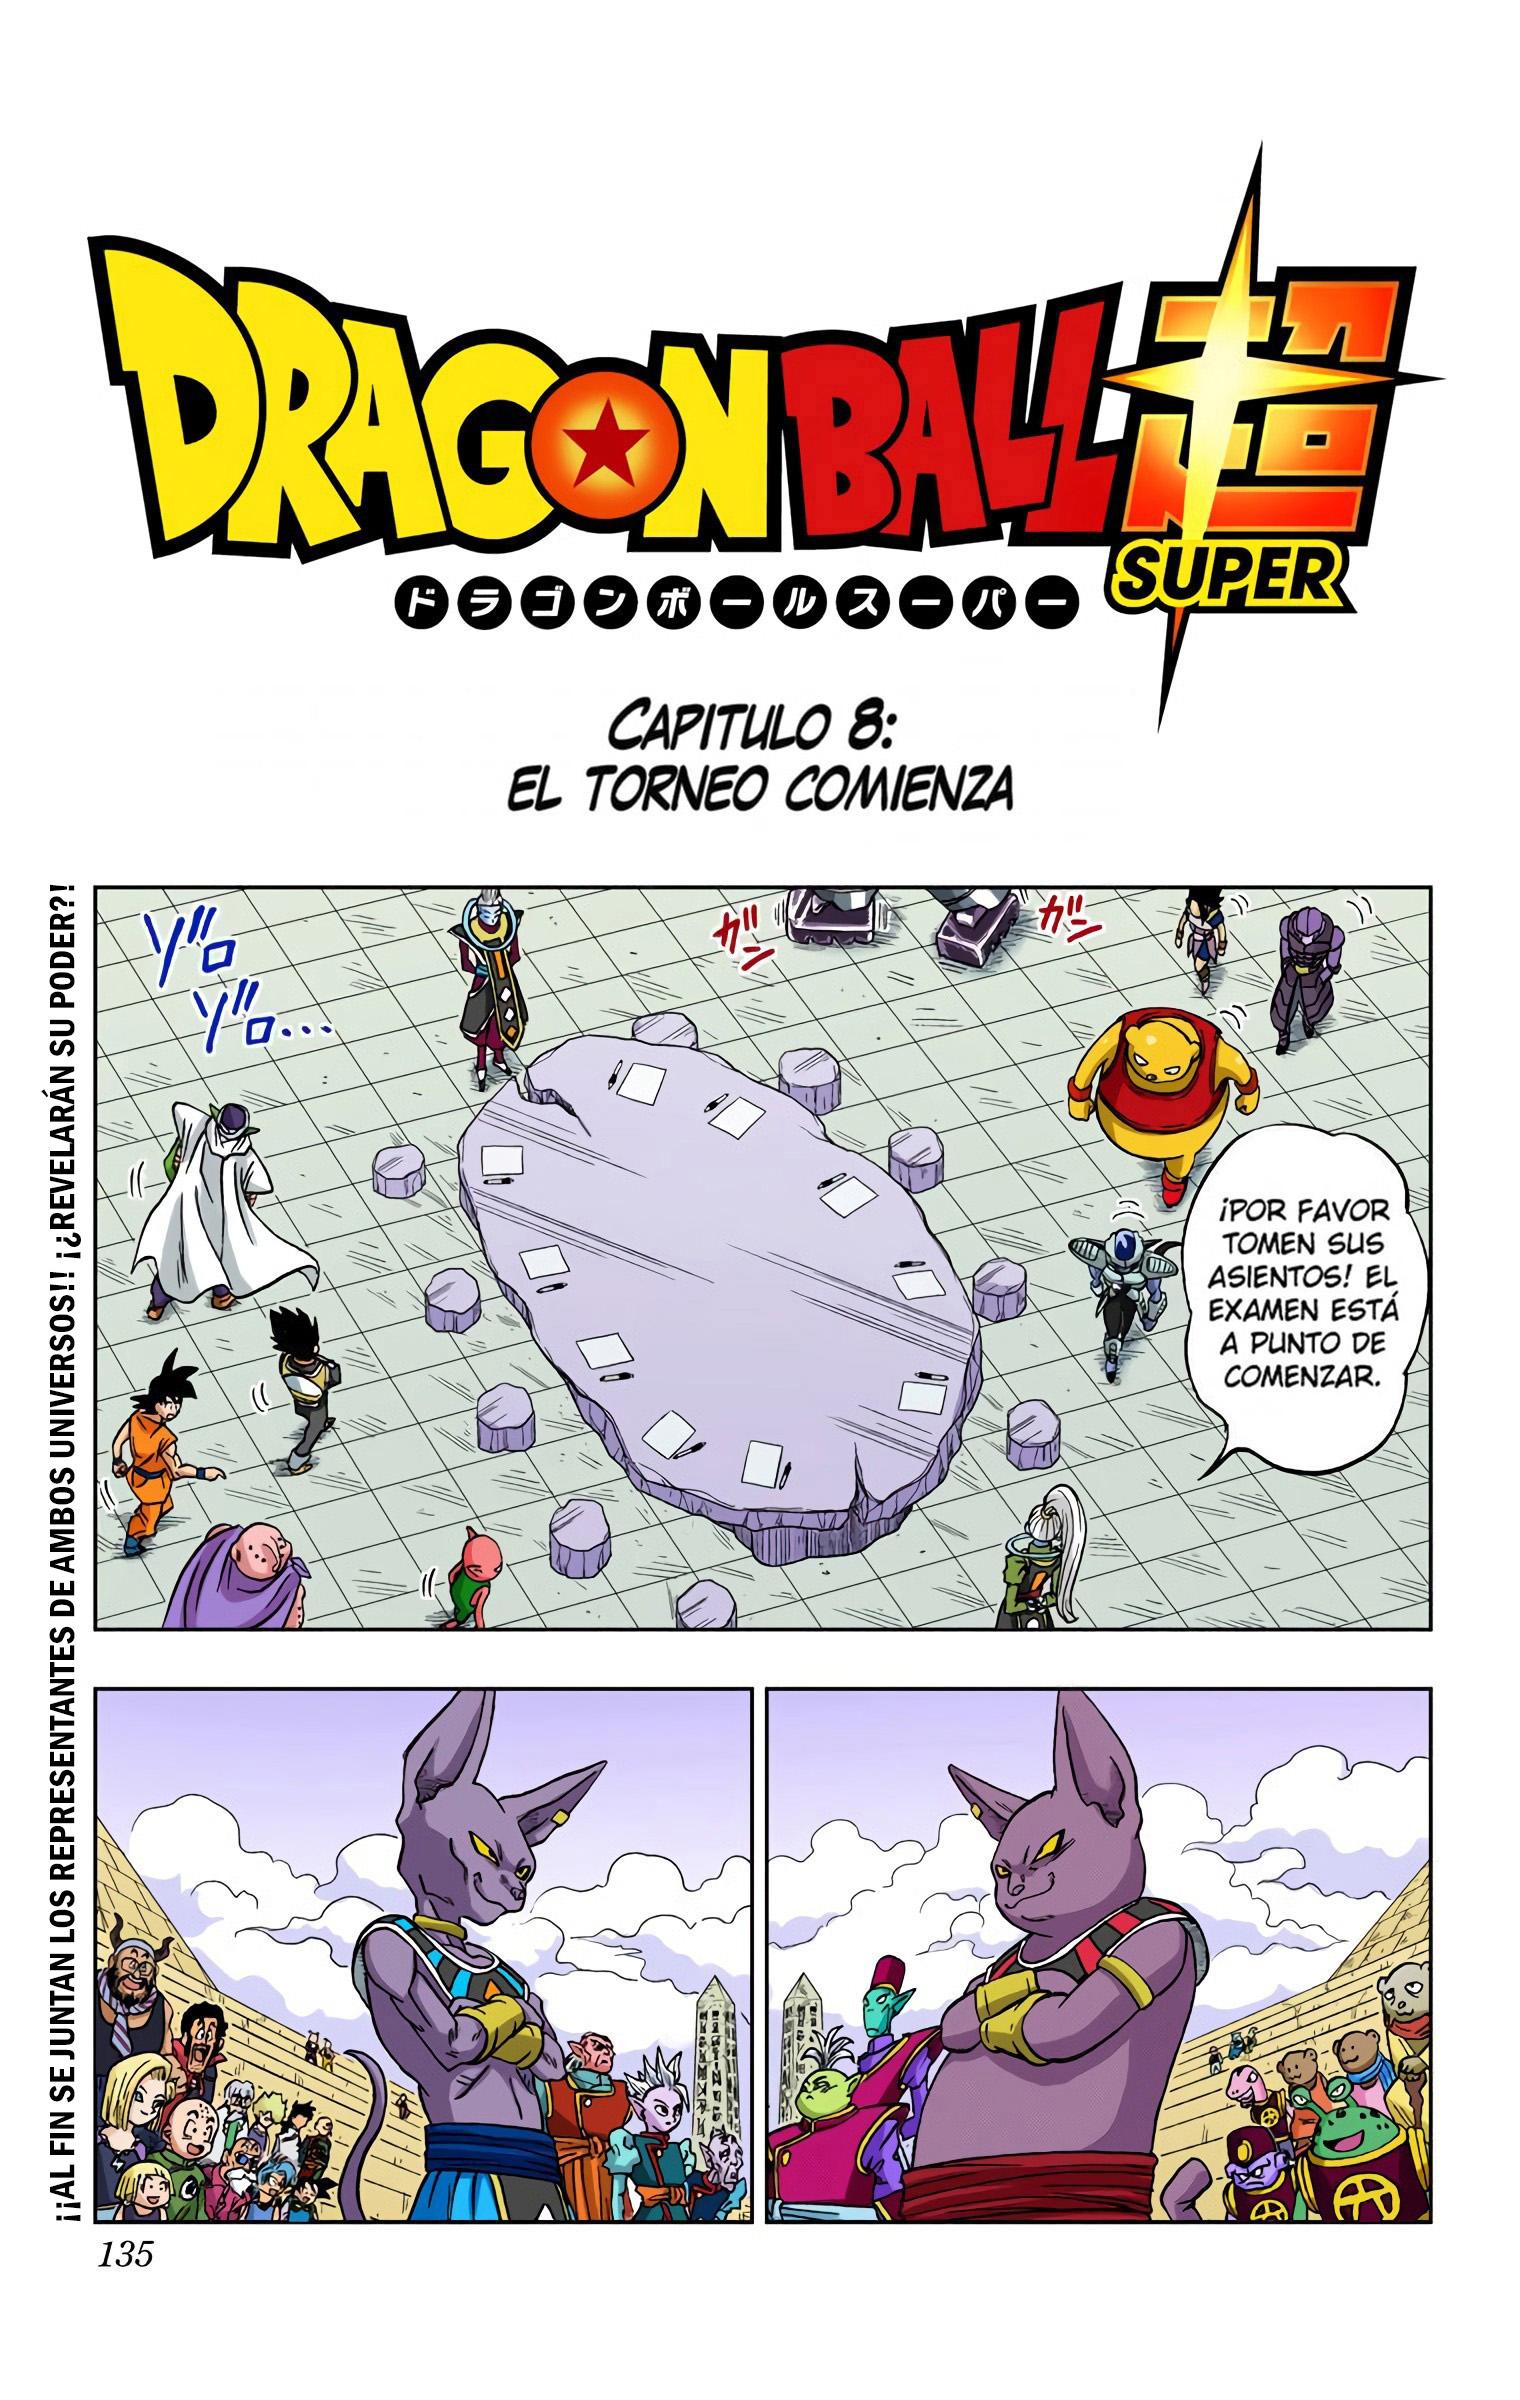 DRAGON BALL 超
SUPER
ドラゴンボールスーパー
CAPITULO 8:
EL TORNEO COMIENZA
¡¡AL FIN SE JUNTAN LOS REPRESENTANTES DE AMBOS UNIVERSOS!! ¡¿REVELARÁN SU PODER?!
ゾロ
ゾロ...
ガシ
ガシ
¡POR FAVOR
TOMEN SUS
ASIENTOS! EL
EXAMEN ESTÁ
A PUNTO DE
COMENZAR.
135